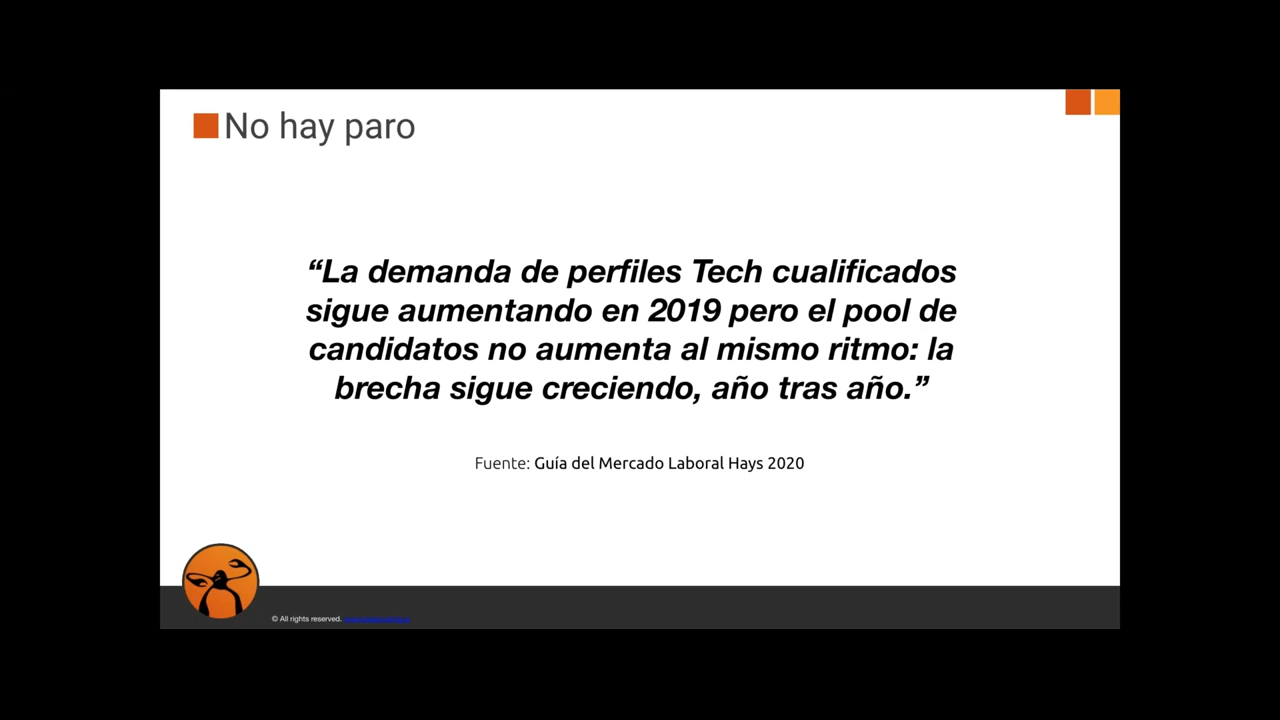 No hay paro
“La demanda de perfiles Tech cualificados
sigue aumentando en 2019 pero el pool de
candidatos no aumenta al mismo ritmo: la
brecha sigue creciendo, año tras año.”
Fuente: Guía del Mercado Laboral Hays 2020
© All rights reserved.